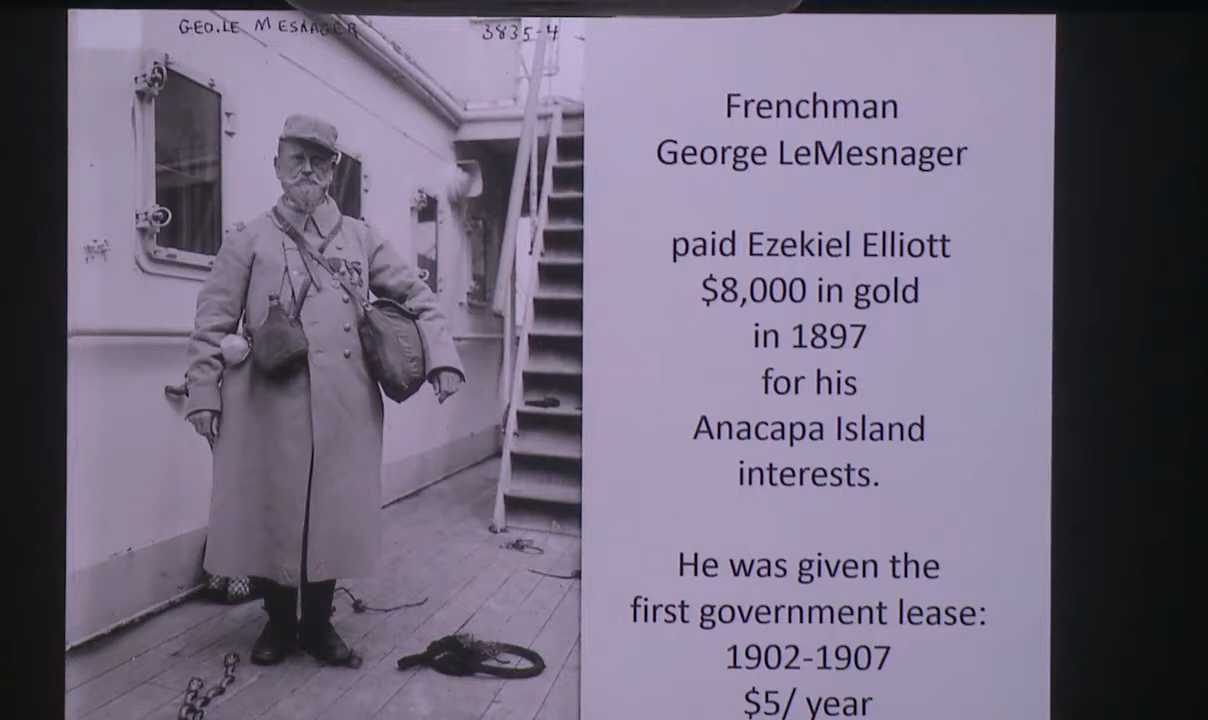 GEO. LE MESNAGER
3835-4
Frenchman
George LeMesnager
paid Ezekiel Elliott
$8,000 in gold
in 1897
for his
Anacapa Island
interests.
He was given the
first government lease:
1902-1907
$5/ year